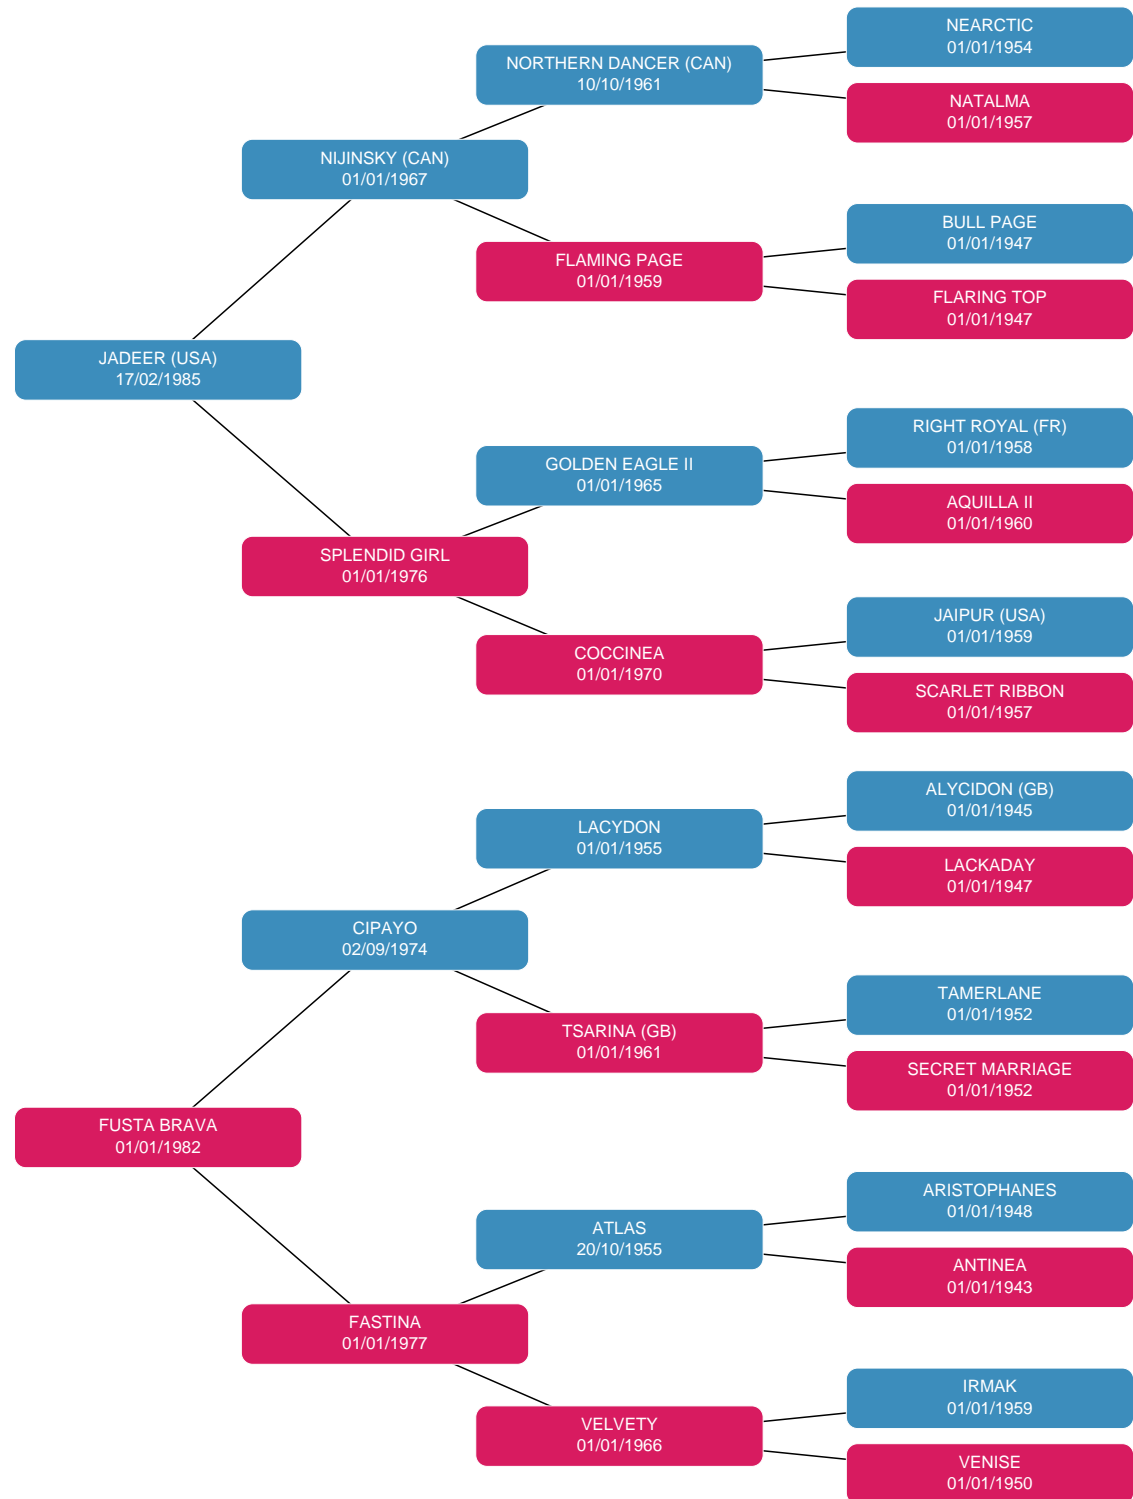 NEARCTIC
01/01/1954
NORTHERN DANCER (CAN)
10/10/1961
NATALMA
01/01/1957
NIJINSKY (CAN)
01/01/1967
BULL PAGE
01/01/1947
FLAMING PAGE
01/01/1959
FLARING TOP
01/01/1947
JADEER (USA)
17/02/1985
RIGHT ROYAL (FR)
01/01/1958
GOLDEN EAGLE II
01/01/1965
AQUILLA II
01/01/1960
SPLENDID GIRL
01/01/1976
JAIPUR (USA)
01/01/1959
COCCINEA
01/01/1970
SCARLET RIBBON
01/01/1957
ALYCIDON (GB)
01/01/1945
LACYDON
01/01/1955
LACKADAY
01/01/1947
CIPAYO
02/09/1974
TAMERLANE
01/01/1952
TSARINA (GB)
01/01/1961
SECRET MARRIAGE
01/01/1952
FUSTA BRAVA
01/01/1982
ARISTOPHANES
01/01/1948
ATLAS
20/10/1955
ANTINEA
01/01/1943
FASTINA
01/01/1977
IRMAK
01/01/1959
VELVETY
01/01/1966
VENISE
01/01/1950